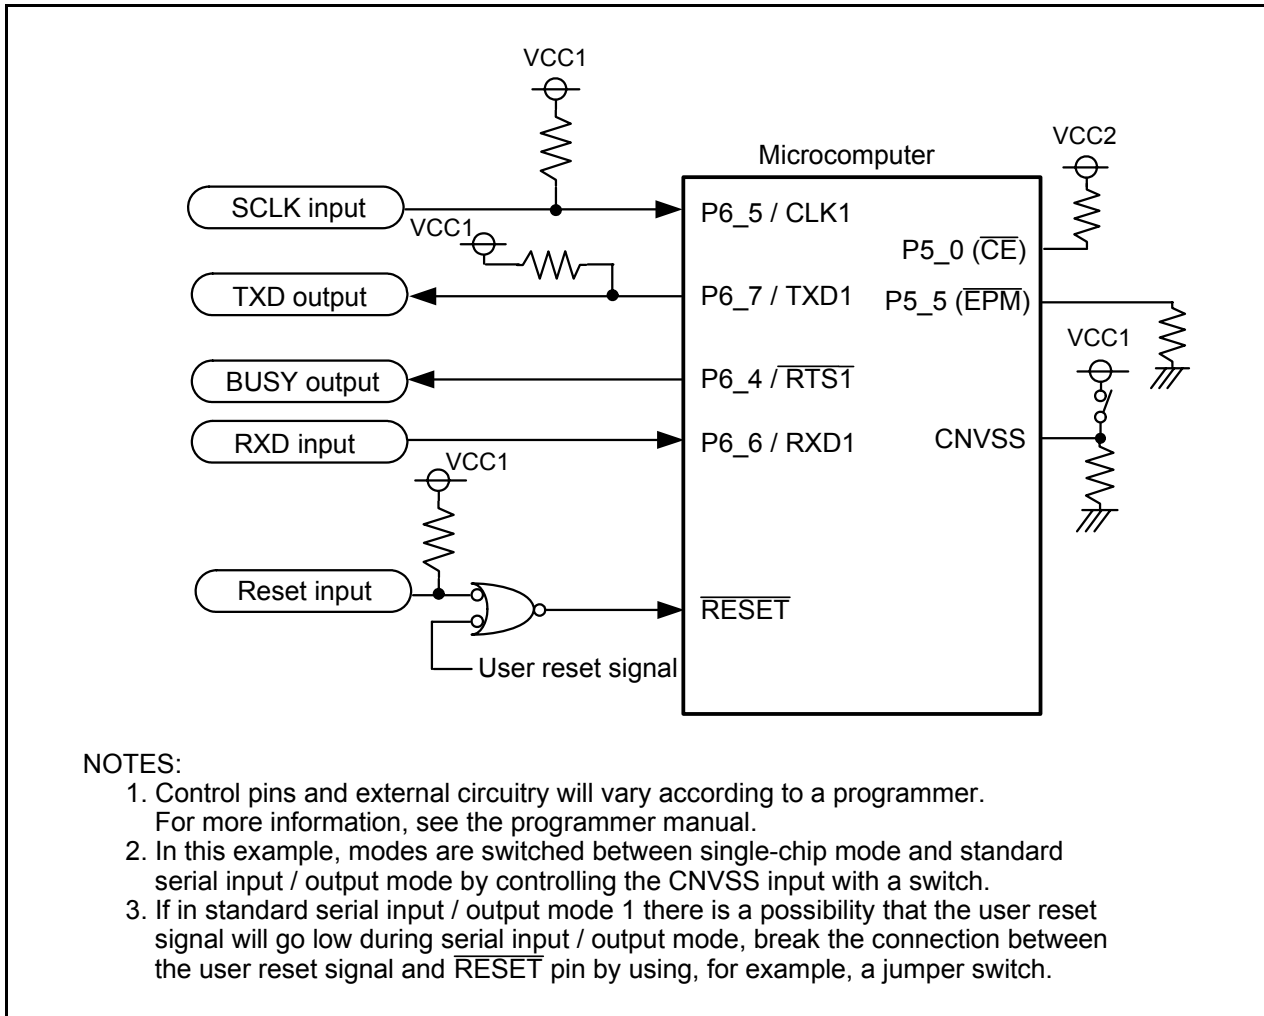 VCC1
Microcomputer
VCC2
SCLK input
P6_5 / CLK1
VCC1
P5_0 (C̅E̅)
TXD output
P6_7 / TXD1
P5_5 (E̅P̅M̅)
VCC1
BUSY output
P6_4 / R̅T̅S̅1̅
RXD input
P6_6 / RXD1
CNVSS
VCC1
Reset input
R̅E̅S̅E̅T̅
User reset signal
NOTES:
1. Control pins and external circuitry will vary according to a programmer.
For more information, see the programmer manual.
2. In this example, modes are switched between single-chip mode and standard
serial input / output mode by controlling the CNVSS input with a switch.
3. If in standard serial input / output mode 1 there is a possibility that the user reset
signal will go low during serial input / output mode, break the connection between
the user reset signal and R̅E̅S̅E̅T̅ pin by using, for example, a jumper switch.